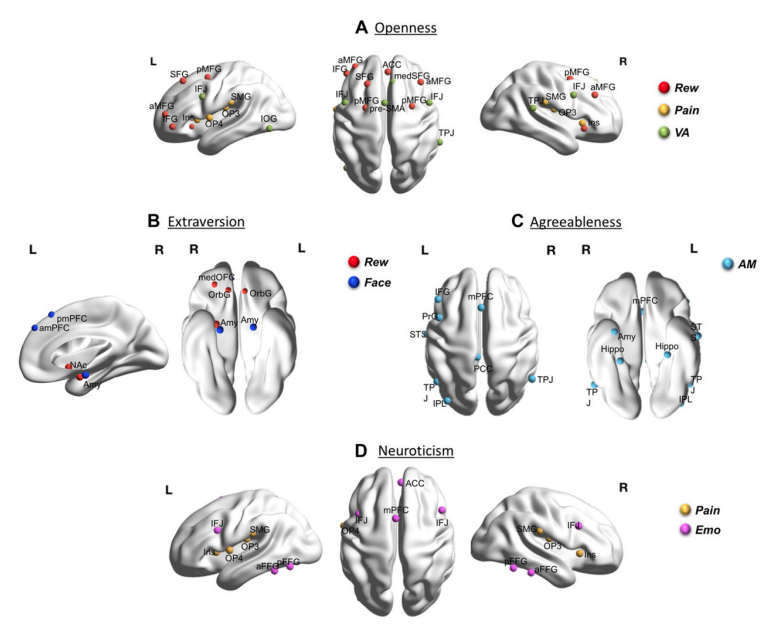 A Openness
L
R
SFG
pMFG
IFJ
SMG
aMFG
IFG
Ins
OP4
OP3
IOG
aMFG
IFG
ACC
SFG
medSFG
aMFG
IFJ
pMFG
pre-SMA
pMFG
IFJ
TPJ
pMFG
IFJ
aMFG
TPJ
SMG
OP3
Ins
Rew
Pain
VA
B Extraversion
L
R
R
L
pmPFC
amPFC
NAc
Amy
medOFC
OrbG
OrbG
Amy
Amy
Rew
Face
C Agreeableness
L
R
R
L
IFG
mPFC
PrG
STS
PCC
TP
J
IPL
TPJ
mPFC
Amy
ST
S
Hippo
Hippo
TP
J
TP
J
IPL
AM
D Neuroticism
L
R
IFJ
SMG
OP3
Ins
OP4
aFFG
pFFG
ACC
IFJ
mPFC
OP4
IFJ
SMG
IFJ
OP3
Ins
pFFG
aFFG
Pain
Emo